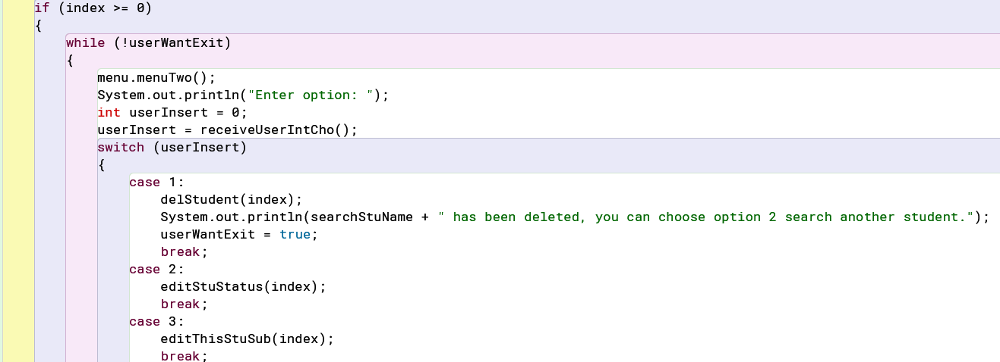 if (index >= 0)
{
while (!userWantExit)
{
menu.menuTwo();
System.out.println("Enter option: ");
int userInsert = 0;
userInsert = receiveUserIntCho();
switch (userInsert)
{
case 1:
delStudent(index);
System.out.println(searchStuName + " has been deleted, you can choose option 2 search another student.");
userWantExit = true;
break;
case 2:
editStuStatus(index);
break;
case 3:
editThisStuSub(index);
break;